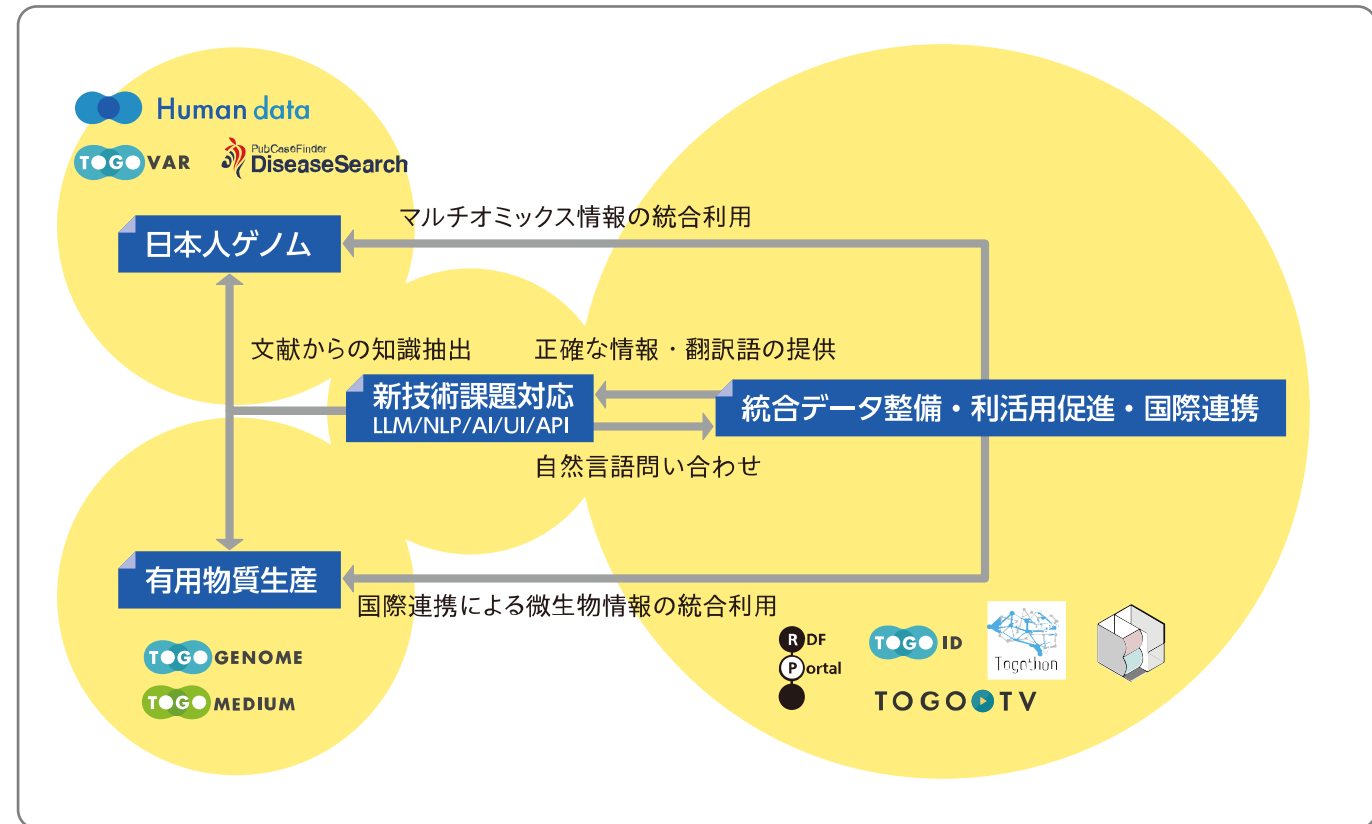 Human data
TOGO VAR
PubCaseFinder
DiseaseSearch
マルチオミックス情報の統合利用
日本人ゲノム
文献からの知識抽出
正確な情報・翻訳語の提供
新技術課題対応
LLM/NLP/AI/UI/API
統合データ整備・利活用促進・国際連携
自然言語問い合わせ
有用物質生産
国際連携による微生物情報の統合利用
TOGO GENOME
TOGO MEDIUM
RDF
Portal
TOGO ID
Togothon
TOGO TV